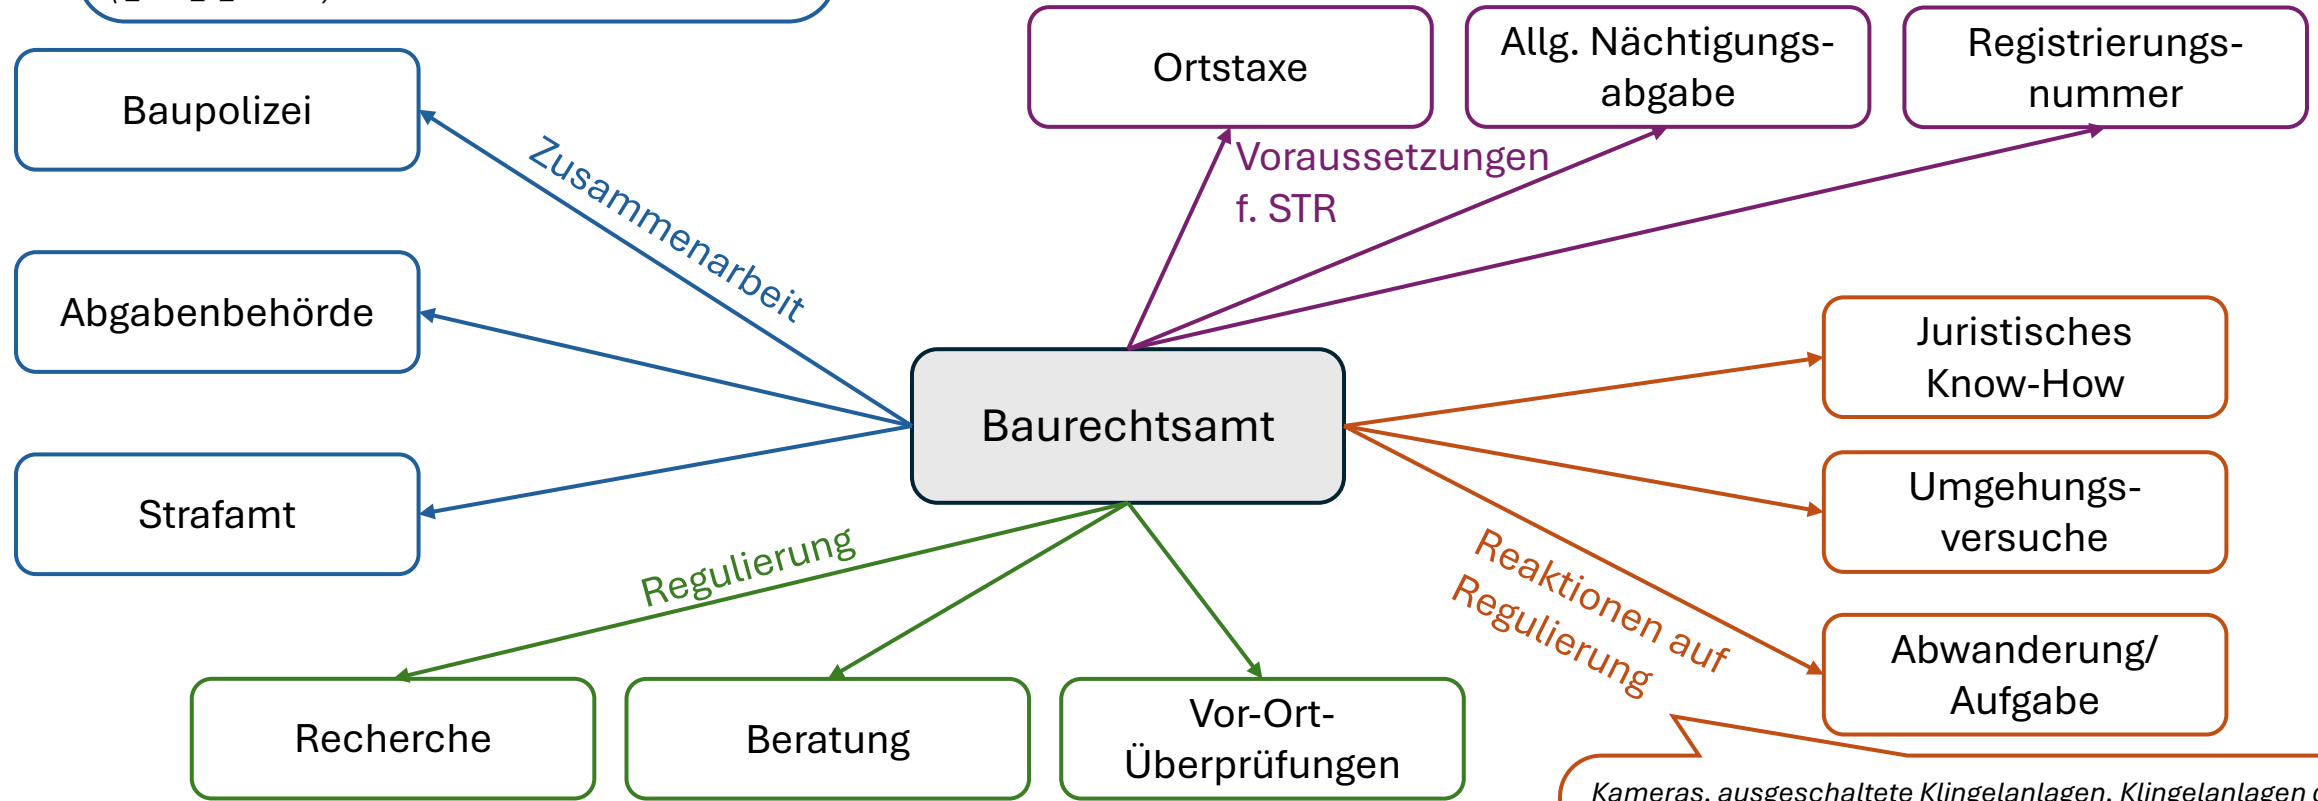 Ortstaxe
Allg. Nächtigungs-
abgabe
Registrierungs-
nummer
Baupolizei
Zusammenarbeit
Voraussetzungen
f. STR
Abgabenbehörde
Juristisches
Know-How
Baurechtsamt
Strafamt
Umgehungs-
versuche
Regulierung
Reaktionen auf
Regulierung
Abwanderung/
Aufgabe
Recherche
Beratung
Vor-Ort-
Überprüfungen
Kameras, ausgeschaltete Klingelanlagen, Klingelanlagen